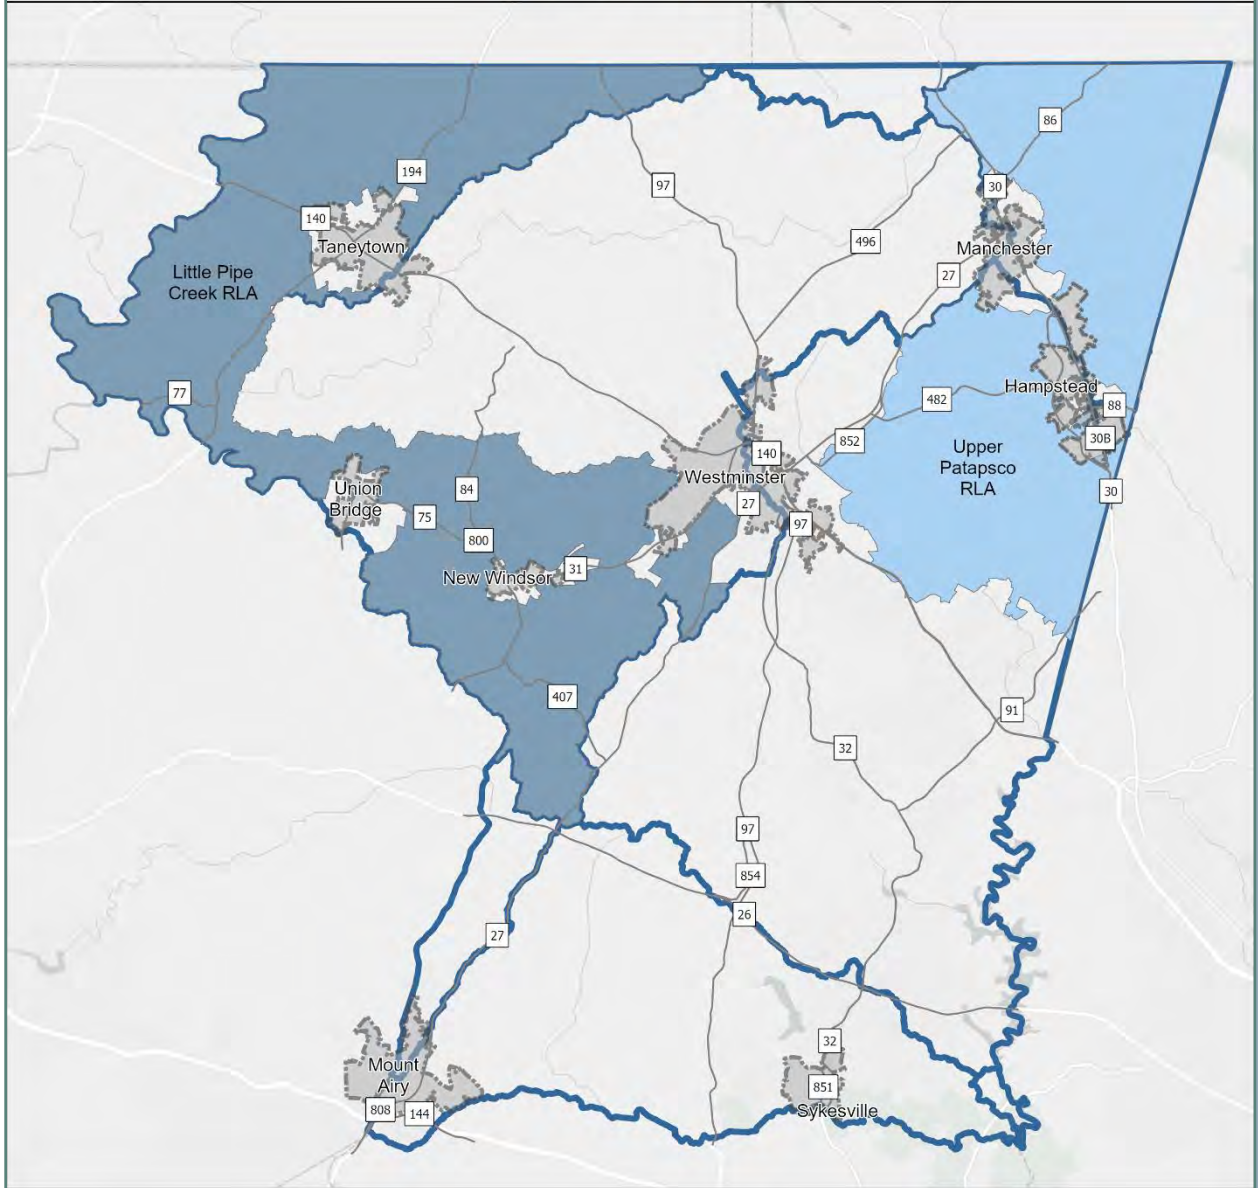 86
194
97
30
140
Taneytown
496
Manchester
Little Pipe
Creek RLA
27
77
Hampstead
482
88
852
30B
140
Upper
Patapsco
RLA
Westminster
Union
Bridge
84
30
27
75
97
800
31
New Windsor
407
91
32
97
854
26
27
32
Mount
Airy
851
808
144
Sykesville